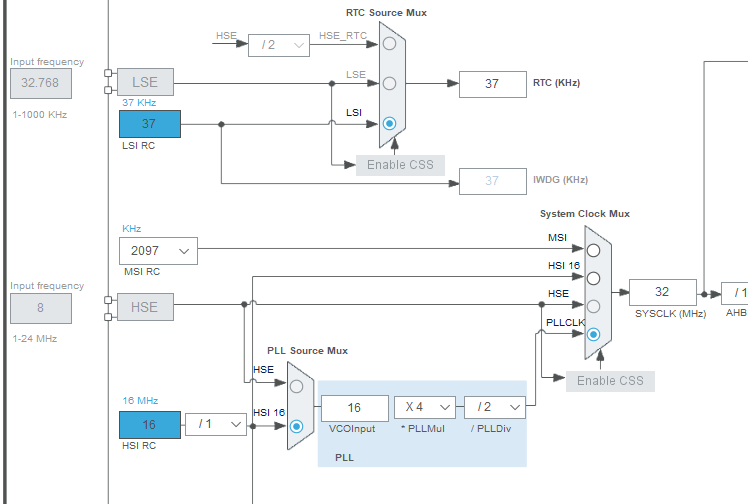 RTC Source Mux
HSE
/ 2
HSE_RTC
Input frequency
32.768
1-1000 KHz
LSE
LSE
37 KHz
37
LSI RC
LSI
37
RTC (KHz)
Enable CSS
37
IWDG (KHz)
System Clock Mux
KHz
2097
MSI RC
MSI
HSI 16
Input frequency
8
1-24 MHz
HSE
HSE
PLLCLK
32
SYSCLK (MHz)
/ 1
AHB
Enable CSS
PLL Source Mux
HSE
16 MHz
16
HSI RC
/ 1
HSI 16
16
VCOInput
X 4
* PLLMul
/ 2
/ PLLDiv
PLL